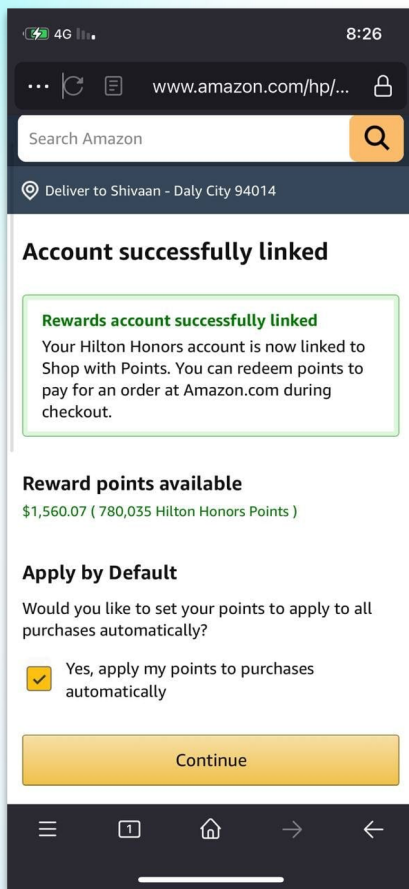 4G
8:26
www.amazon.com/hp/...
Search Amazon
Deliver to Shivaan - Daly City 94014
Account successfully linked
Rewards account successfully linked
Your Hilton Honors account is now linked to
Shop with Points. You can redeem points to
pay for an order at Amazon.com during
checkout.
Reward points available
$1,560.07 ( 780,035 Hilton Honors Points )
Apply by Default
Would you like to set your points to apply to all
purchases automatically?
Yes, apply my points to purchases
automatically
Continue
1